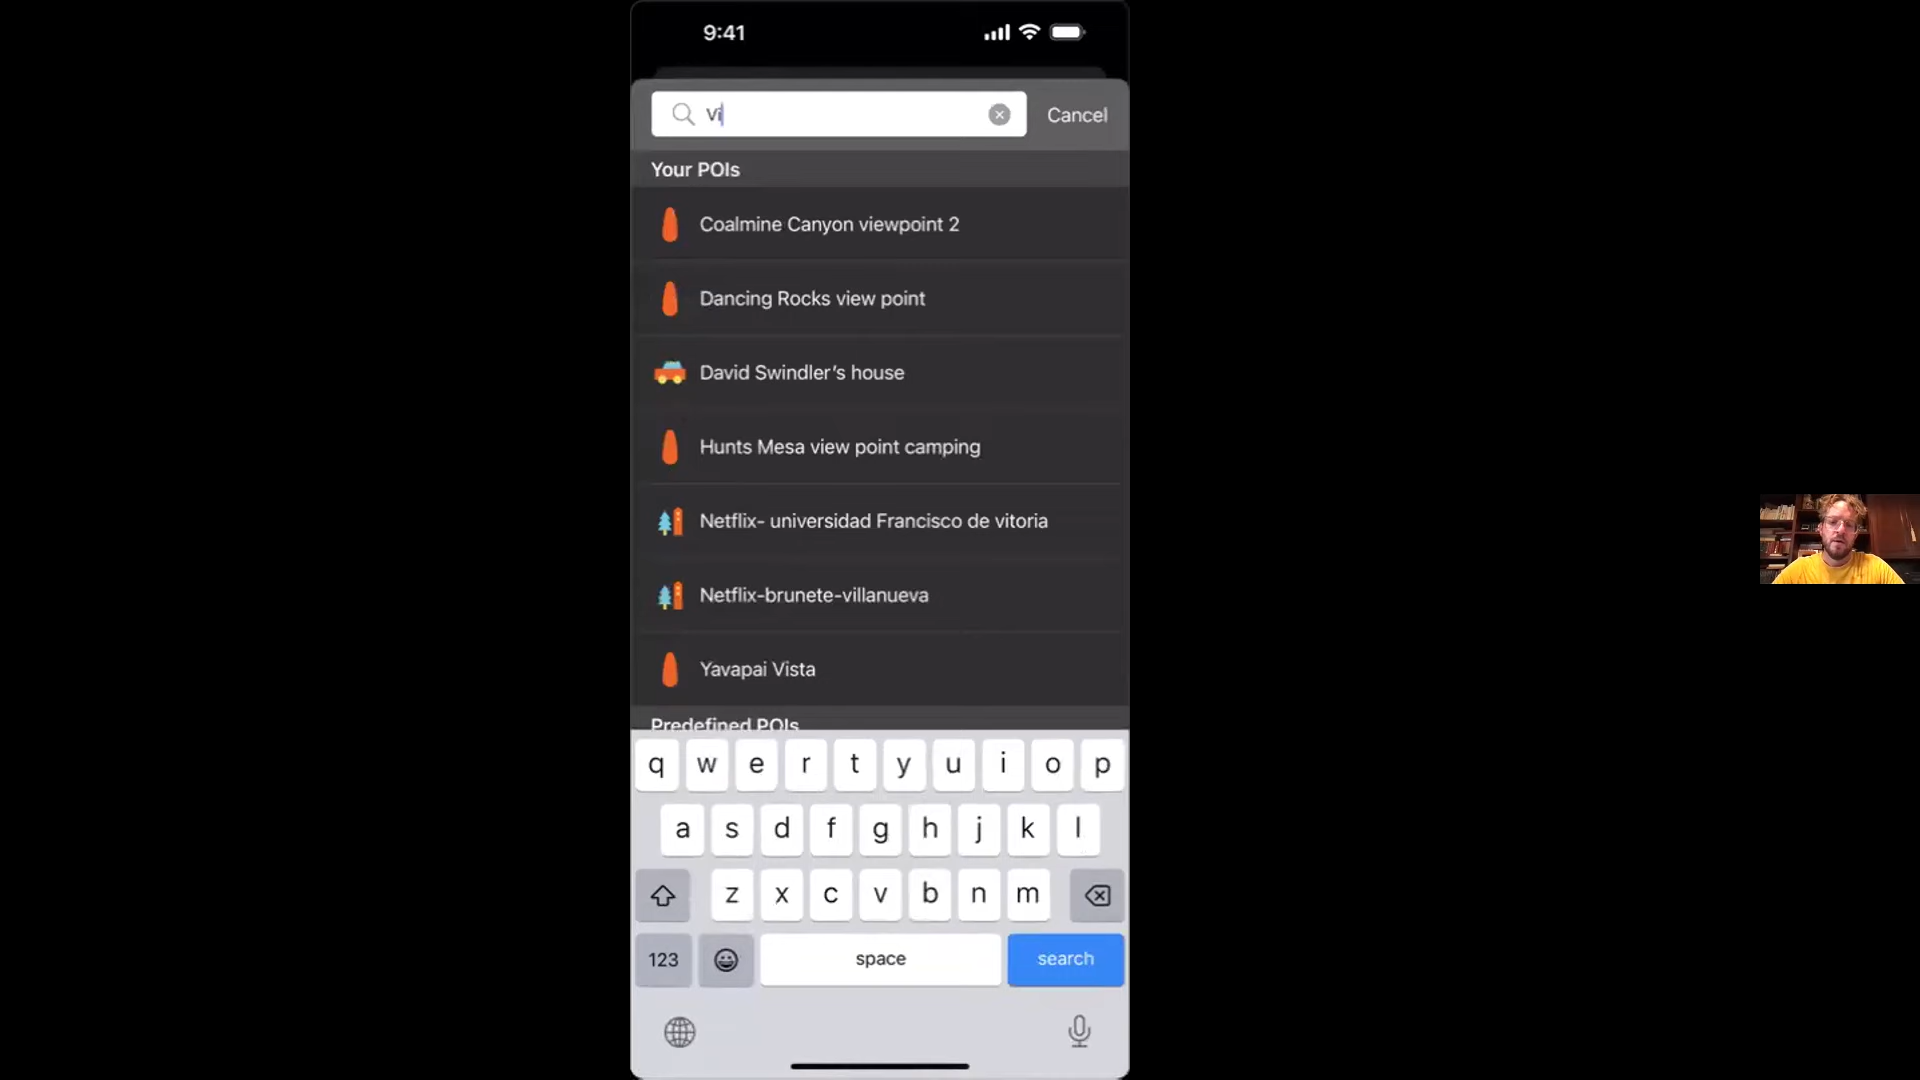 9:41
Vi
Cancel
Your POIs
Coalmine Canyon viewpoint 2
Dancing Rocks view point
David Swindler’s house
Hunts Mesa view point camping
Netflix- universidad Francisco de vitoria
Netflix-brunete-villanueva
Yavapai Vista
Predefined POIs
q w e r t y u i o p
a s d f g h j k l
z x c v b n m
123 space search